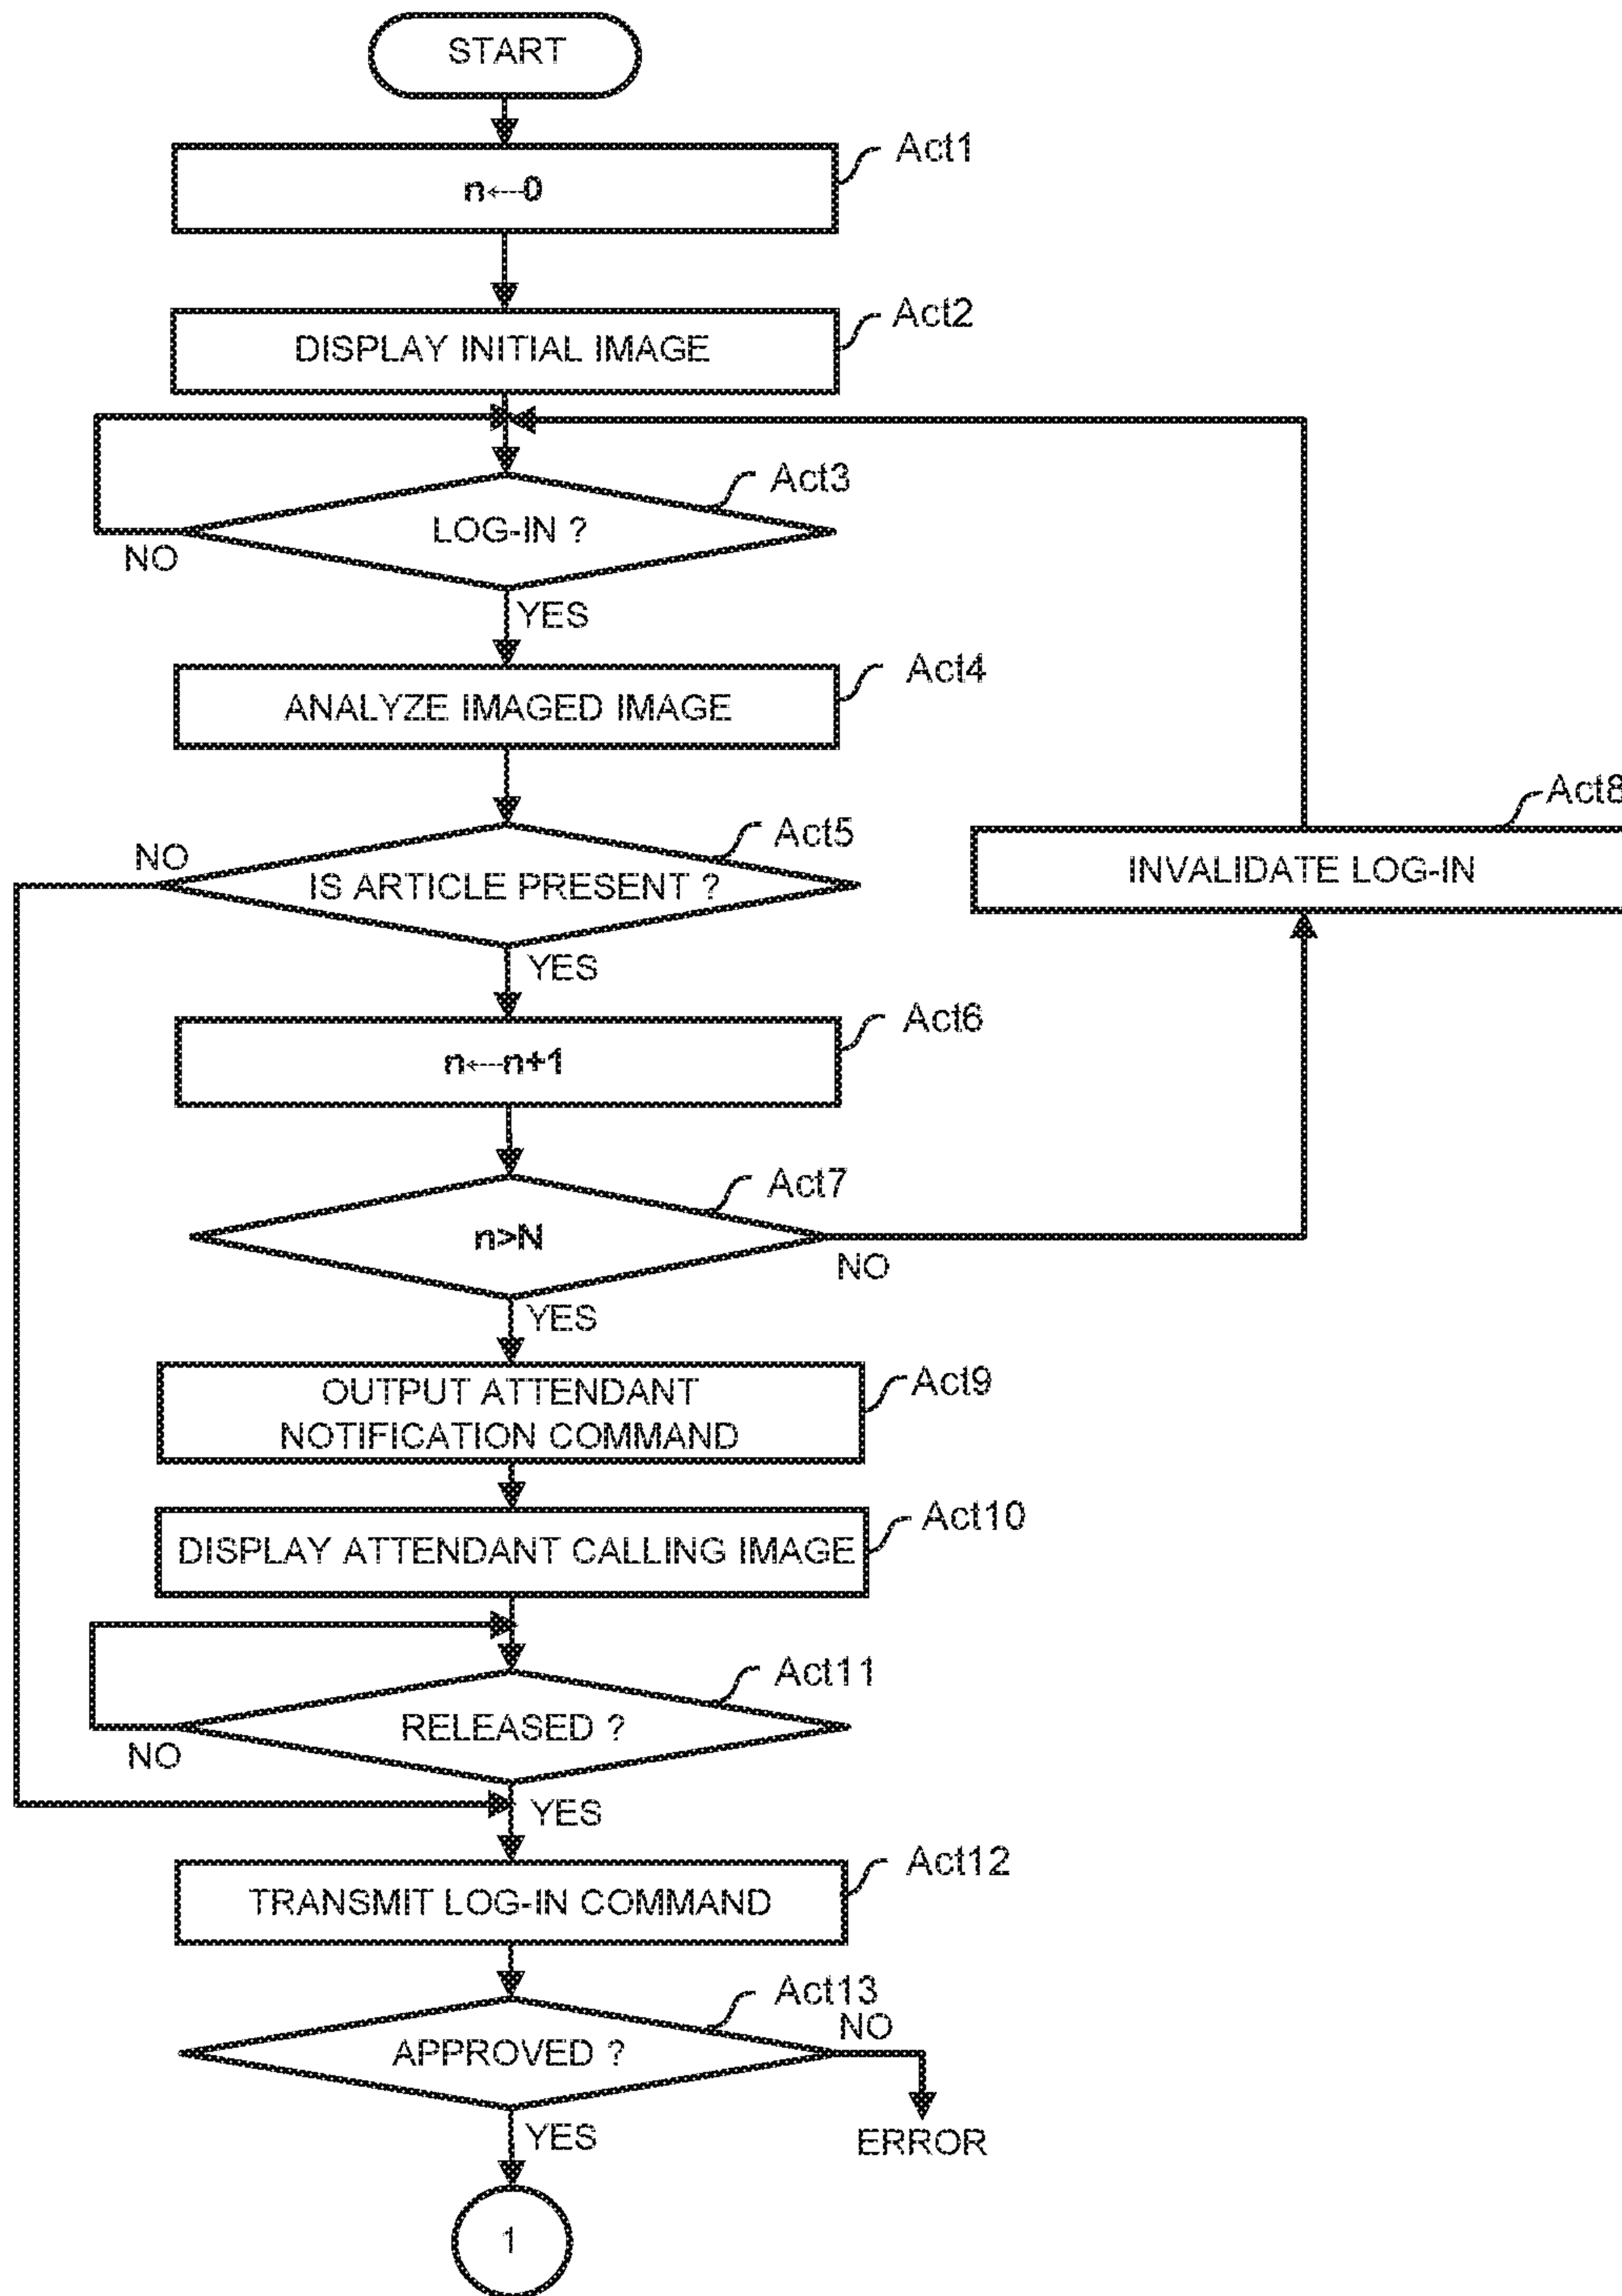 START
Act1
n←0
Act2
DISPLAY INITIAL IMAGE
Act3
LOG-IN ?
NO
YES
Act4
ANALYZE IMAGED IMAGE
Act5
NO
IS ARTICLE PRESENT ?
Act8
INVALIDATE LOG-IN
YES
Act6
n←n+1
Act7
n>N
NO
YES
Act9
OUTPUT ATTENDANT
NOTIFICATION COMMAND
Act10
DISPLAY ATTENDANT CALLING IMAGE
Act11
RELEASED ?
NO
YES
Act12
TRANSMIT LOG-IN COMMAND
Act13
NO
APPROVED ?
YES
ERROR
1